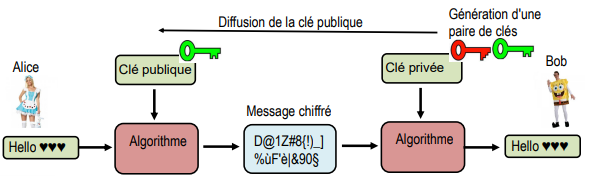 Diffusion de la clé publique
Génération d'une
paire de clés
Alice
Clé publique
Clé privée
Bob
Message chiffré
Hello ♥♥♥
Algorithme
D@1Z#8{!)_]
%ùF'è|&90§
Algorithme
Hello ♥♥♥